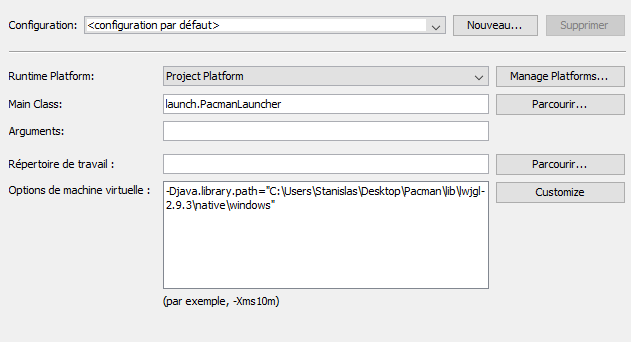 Configuration: <configuration par défaut> Nouveau... Supprimer
Runtime Platform: Project Platform Manage Platforms...
Main Class: launch.PacmanLauncher Parcourir...
Arguments:
Répertoire de travail : Parcourir...
Options de machine virtuelle : -Djava.library.path="C:\Users\Stanislas\Desktop\Pacman\lib\lwjgl- Customize
2.9.3\native\windows"
(par exemple, -Xms10m)